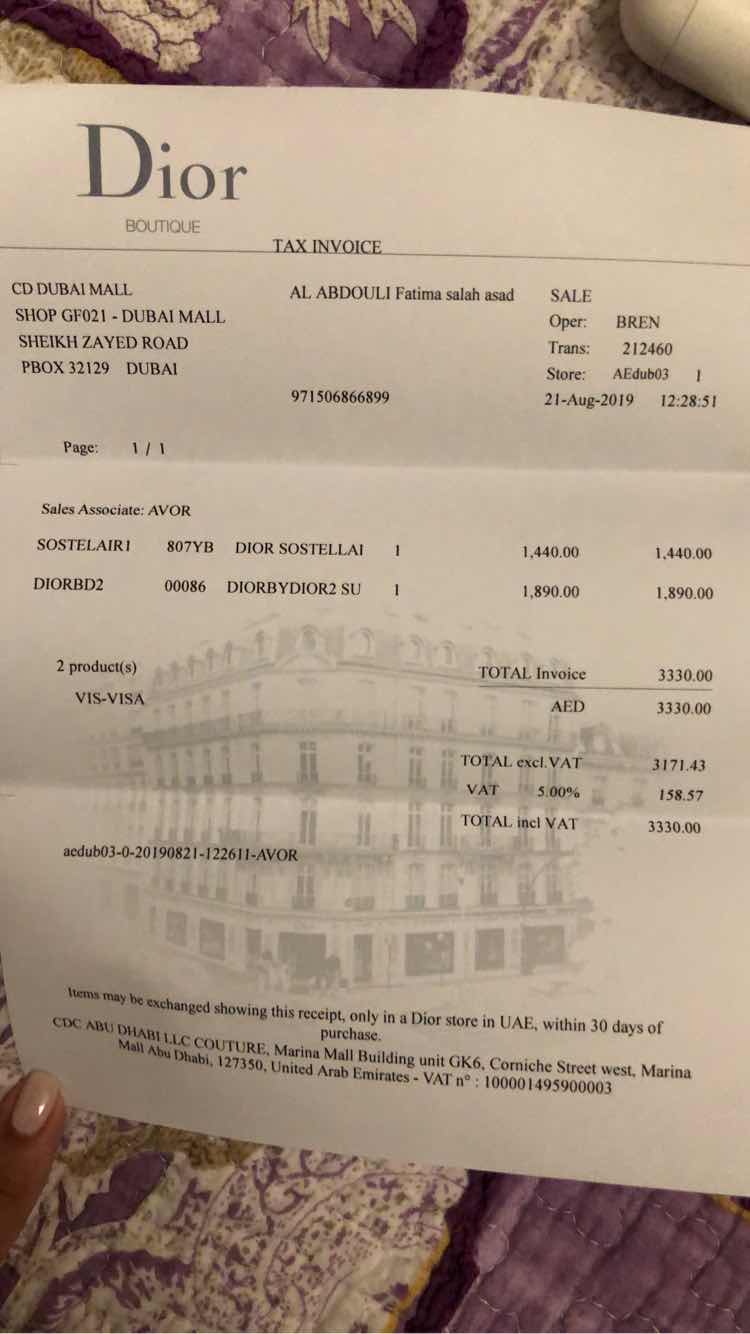 Dior
BOUTIQUE
TAX INVOICE
CD DUBAI MALL
SHOP GF021 - DUBAI MALL
SHEIKH ZAYED ROAD
PBOX 32129 DUBAI
AL ABDOULI Fatima salah asad
971506866899
SALE
Oper: BREN
Trans: 212460
Store: AEdub03 1
21-Aug-2019 12:28:51
Page: 1 / 1
Sales Associate: AVOR
SOSTELAIR1 807YB DIOR SOSTELLAI 1 1,440.00 1,440.00
DIORBD2 00086 DIORBYDIOR2 SU 1 1,890.00 1,890.00
2 product(s) TOTAL Invoice 3330.00
VIS-VISA AED 3330.00
TOTAL excl.VAT 3171.43
VAT 5.00% 158.57
TOTAL incl VAT 3330.00
aedub03-0-20190821-122611-AVOR
Items may be exchanged showing this receipt, only in a Dior store in UAE, within 30 days of
purchase.
CDC ABU DHABI LLC COUTURE, Marina Mall Building unit GK6, Corniche Street west, Marina
Mall Abu Dhabi, 127350, United Arab Emirates - VAT n° : 100001495900003